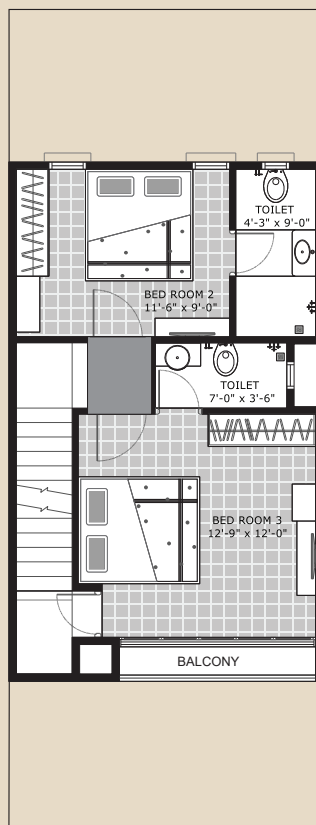 TOILET
4'-3" x 9'-0"
BED ROOM 2
11'-6" x 9'-0"
TOILET
7'-0" x 3'-6"
BED ROOM 3
12'-9" x 12'-0"
BALCONY